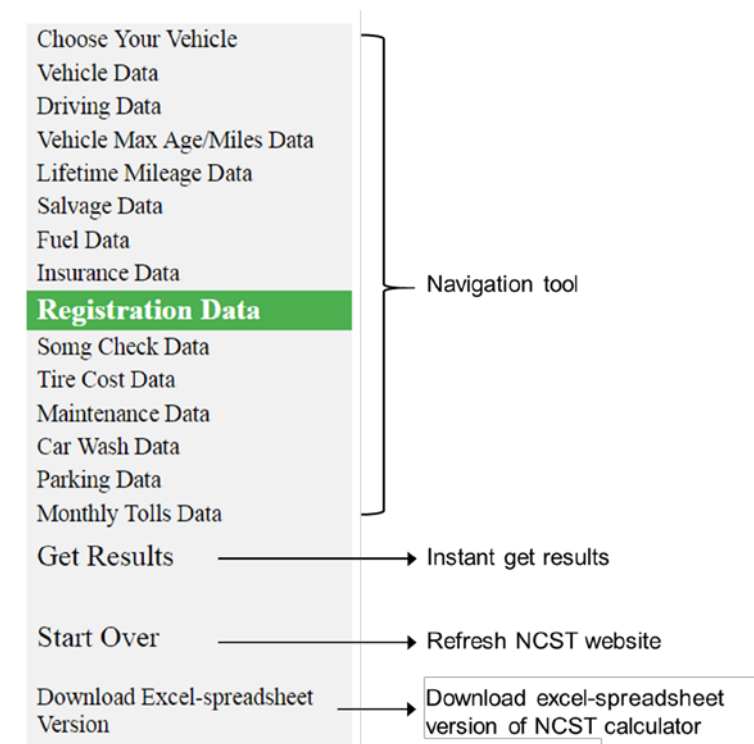 Choose Your Vehicle
Vehicle Data
Driving Data
Vehicle Max Age/Miles Data
Lifetime Mileage Data
Salvage Data
Fuel Data
Insurance Data
Registration Data
Somg Check Data
Tire Cost Data
Maintenance Data
Car Wash Data
Parking Data
Monthly Tolls Data
Navigation tool
Get Results
Instant get results
Start Over
Refresh NCST website
Download Excel-spreadsheet
Version
Download excel-spreadsheet
version of NCST calculator